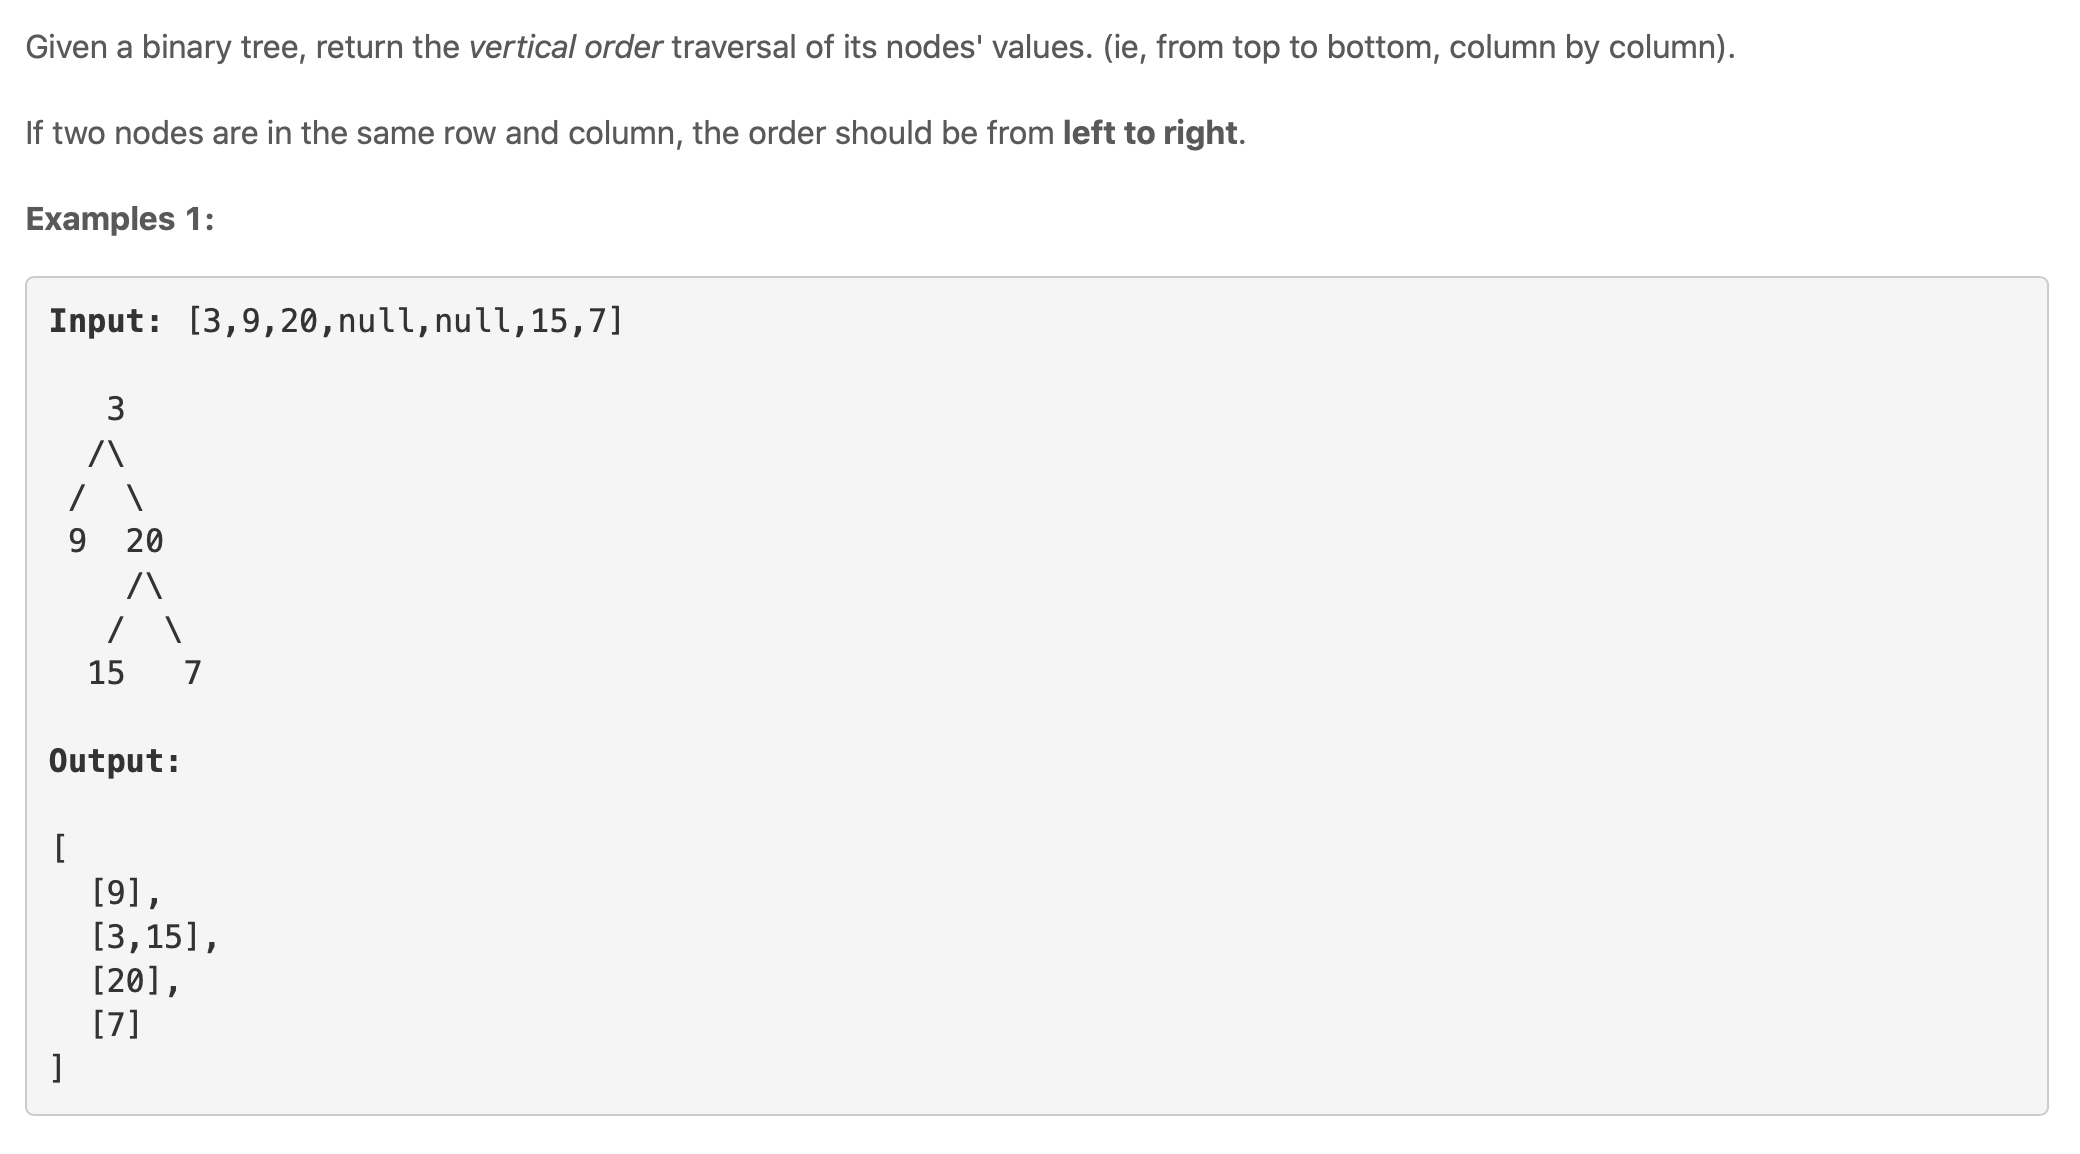 Given a binary tree, return the vertical order traversal of its nodes' values. (ie, from top to bottom, column by column).
If two nodes are in the same row and column, the order should be from left to right.
Examples 1:
Input: [3,9,20,null,null,15,7]
   3
  /\
 /  \
 9  20
    /\
   /  \
  15   7
Output:
[
  [9],
  [3,15],
  [20],
  [7]
]